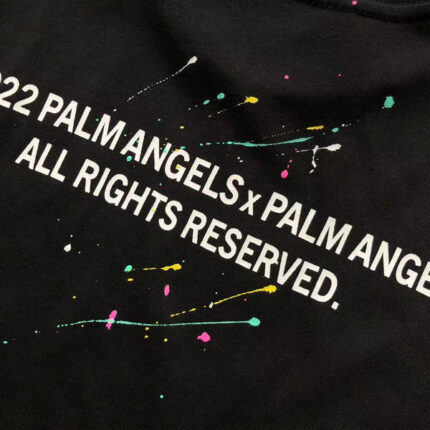 22 PALM ANGELS x PALM ANGE
ALL RIGHTS RESERVED.